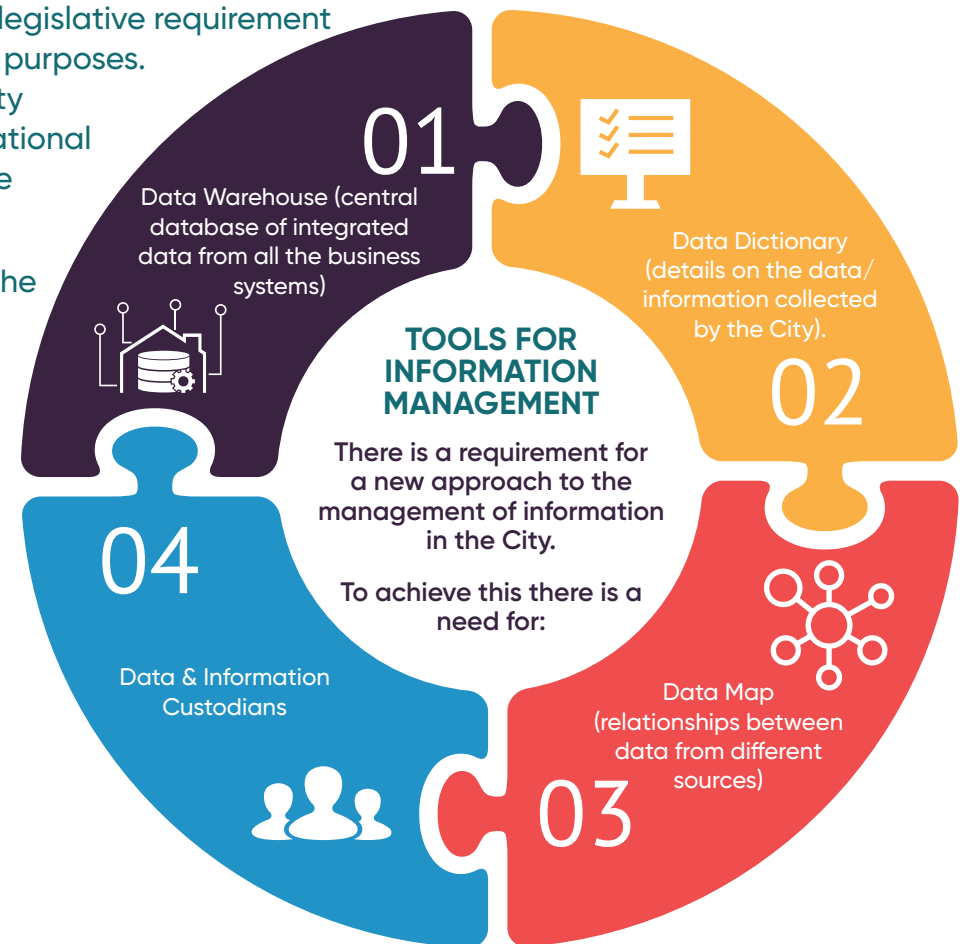 legislative requirement
purposes.
01
Data Warehouse (central
database of integrated
data from all the business
systems)
Data Dictionary
(details on the data/
information collected
by the City).
02
TOOLS FOR
INFORMATION
MANAGEMENT
There is a requirement for
a new approach to the
management of information
in the City.
To achieve this there is a
need for:
Data Map
(relationships between
data from different
sources)
03
04
Data & Information
Custodians